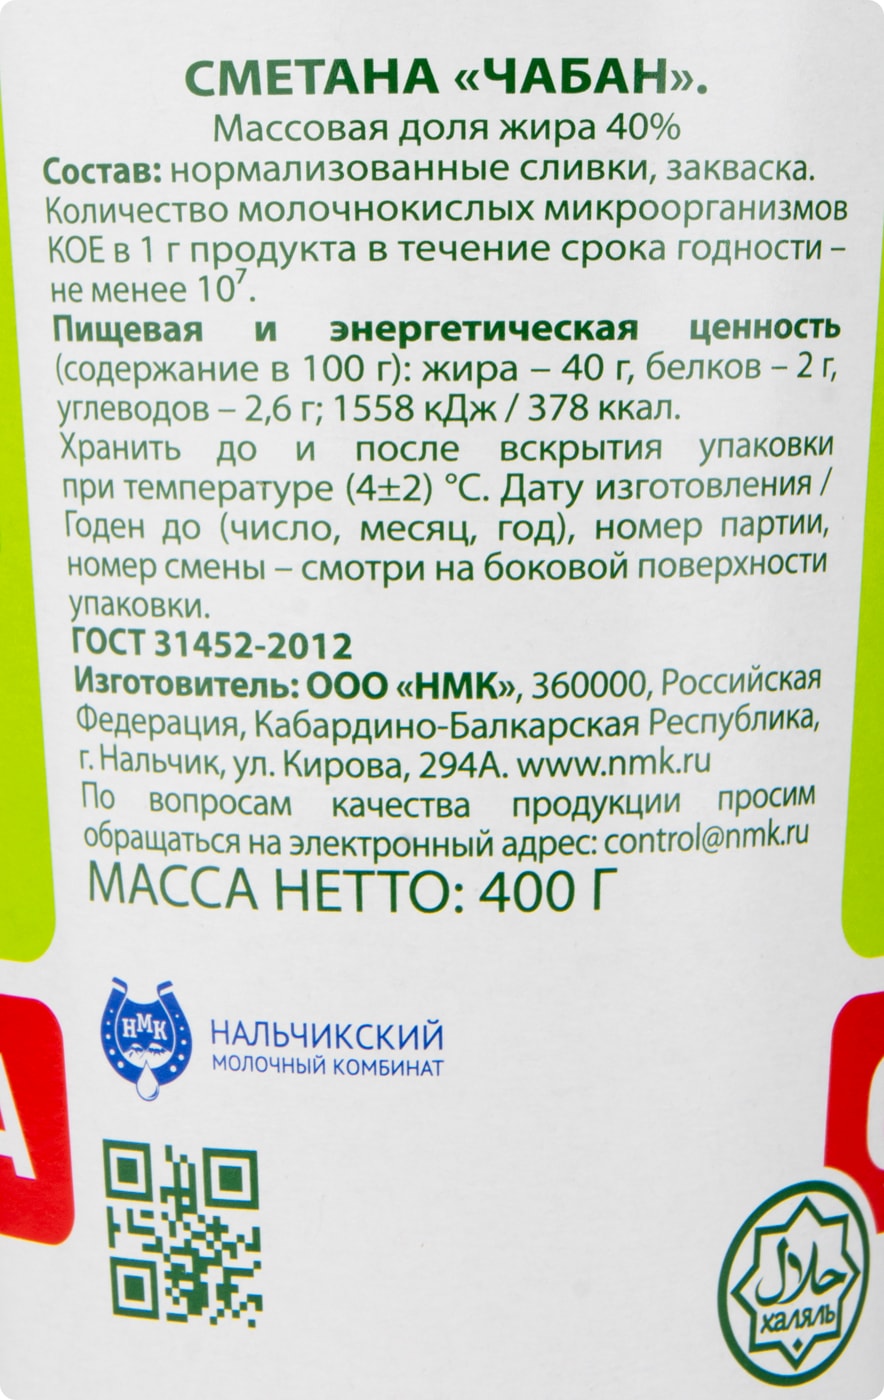 СМЕТАНА «ЧАБАН».
Массовая доля жира 40%
Состав: нормализованные сливки, закваска.
Количество молочнокислых микроорганизмов
КОЕ в 1 г продукта в течение срока годности –
не менее 10⁷.
Пищевая и энергетическая ценность
(содержание в 100 г): жира – 40 г, белков – 2 г,
углеводов – 2,6 г; 1558 кДж / 378 ккал.
Хранить до и после вскрытия упаковки
при температуре (4±2) °С. Дату изготовления /
Годен до (число, месяц, год), номер партии,
номер смены – смотри на боковой поверхности
упаковки.
ГОСТ 31452-2012
Изготовитель: ООО «НМК», 360000, Российская
Федерация, Кабардино-Балкарская Республика,
г. Нальчик, ул. Кирова, 294А. www.nmk.ru
По вопросам качества продукции просим
обращаться на электронный адрес: control@nmk.ru
МАССА НЕТТО: 400 Г
НМК
НАЛЬЧИКСКИЙ
МОЛОЧНЫЙ КОМБИНАТ
А
حلال
халяль